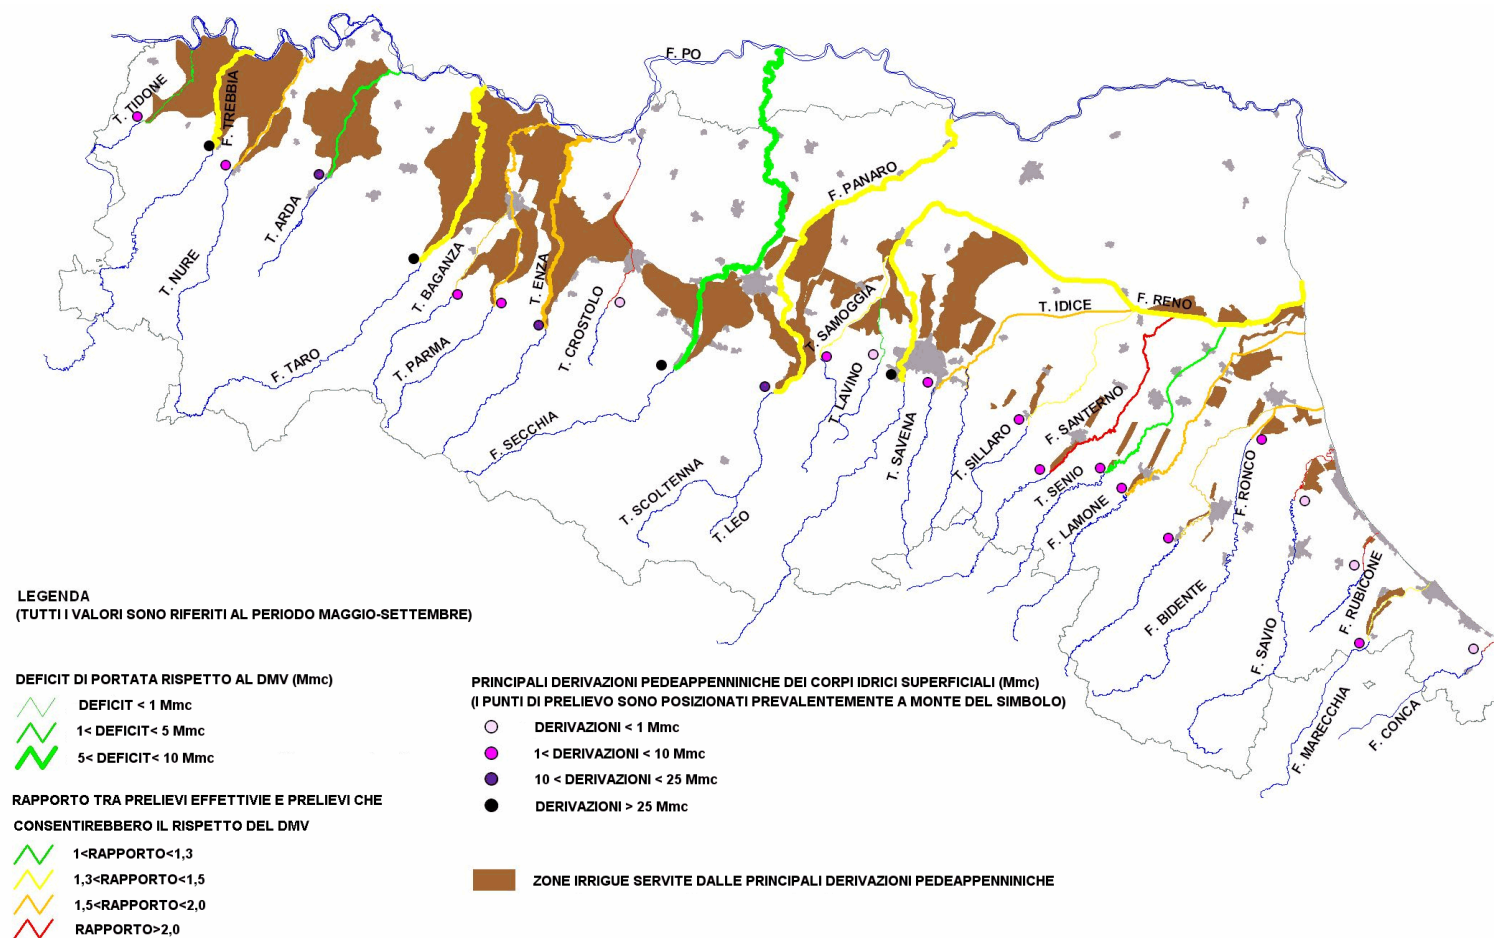 F. PO
T. TIDONE
F. TREBBIA
F. PANARO
T. ARDA
T. NURE
T. BAGANZA
T. ENZA
T. CROSTOLO
T. SAMOGGIA
T. IDICE
F. RENO
F. TARO
T. PARMA
T. LAVINO
F. SECCHIA
T. SAVENA
T. SILLARO
F. SANTERNO
T. SCOLTENNA
T. LEO
T. SENIO
F. LAMONE
F. RONCO
F. BIDENTE
F. SAVIO
F. RUBICONE
F. MARECCHIA
F. CONCA
LEGENDA
(TUTTI I VALORI SONO RIFERITI AL PERIODO MAGGIO-SETTEMBRE)
DEFICIT DI PORTATA RISPETTO AL DMV (Mmc)
DEFICIT < 1 Mmc
1< DEFICIT< 5 Mmc
5< DEFICIT< 10 Mmc
RAPPORTO TRA PRELIEVI EFFETTIVIE E PRELIEVI CHE
CONSENTIREBBERO IL RISPETTO DEL DMV
1<RAPPORTO<1,3
1,3<RAPPORTO<1,5
1,5<RAPPORTO<2,0
RAPPORTO>2,0
PRINCIPALI DERIVAZIONI PEDEAPPENNINICHE DEI CORPI IDRICI SUPERFICIALI (Mmc)
(I PUNTI DI PRELIEVO SONO POSIZIONATI PREVALENTEMENTE A MONTE DEL SIMBOLO)
DERIVAZIONI < 1 Mmc
1< DERIVAZIONI < 10 Mmc
10 < DERIVAZIONI < 25 Mmc
DERIVAZIONI > 25 Mmc
ZONE IRRIGUE SERVITE DALLE PRINCIPALI DERIVAZIONI PEDEAPPENNINICHE